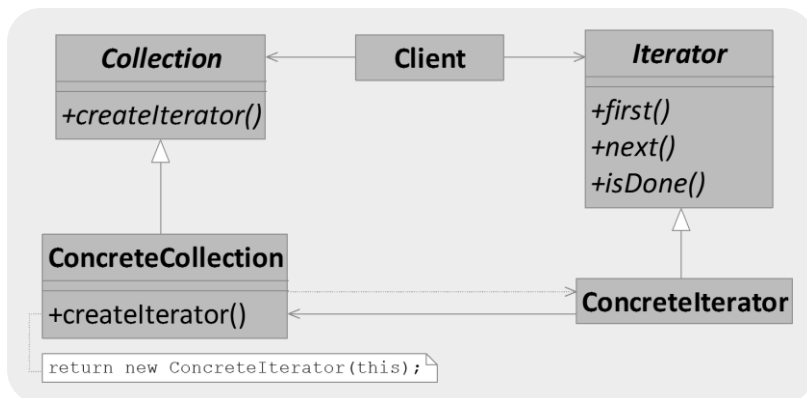 Collection
+createIterator()
Client
Iterator
+first()
+next()
+isDone()
ConcreteCollection
+createIterator()
ConcreteIterator
return new ConcreteIterator(this);